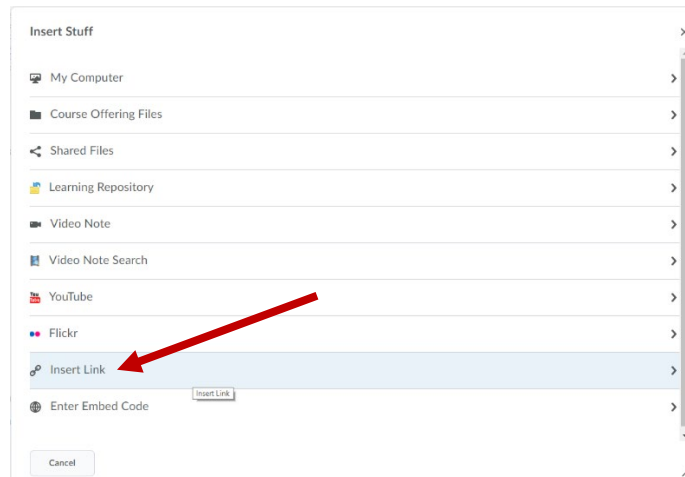 Insert Stuff
My Computer
Course Offering Files
Shared Files
Learning Repository
Video Note
Video Note Search
YouTube
Flickr
Insert Link
Insert Link
Enter Embed Code
Cancel